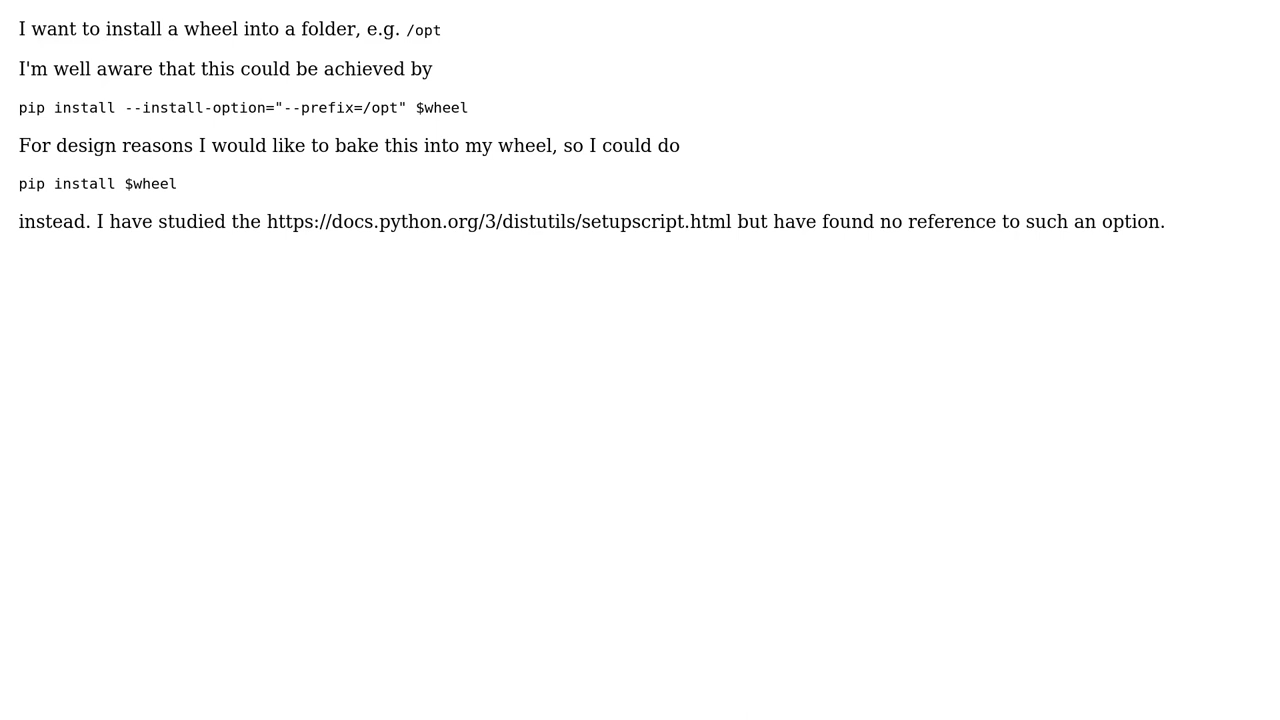 I want to install a wheel into a folder, e.g. /opt
I'm well aware that this could be achieved by
pip install --install-option="--prefix=/opt" $wheel
For design reasons I would like to bake this into my wheel, so I could do
pip install $wheel
instead. I have studied the https://docs.python.org/3/distutils/setupscript.html but have found no reference to such an option.